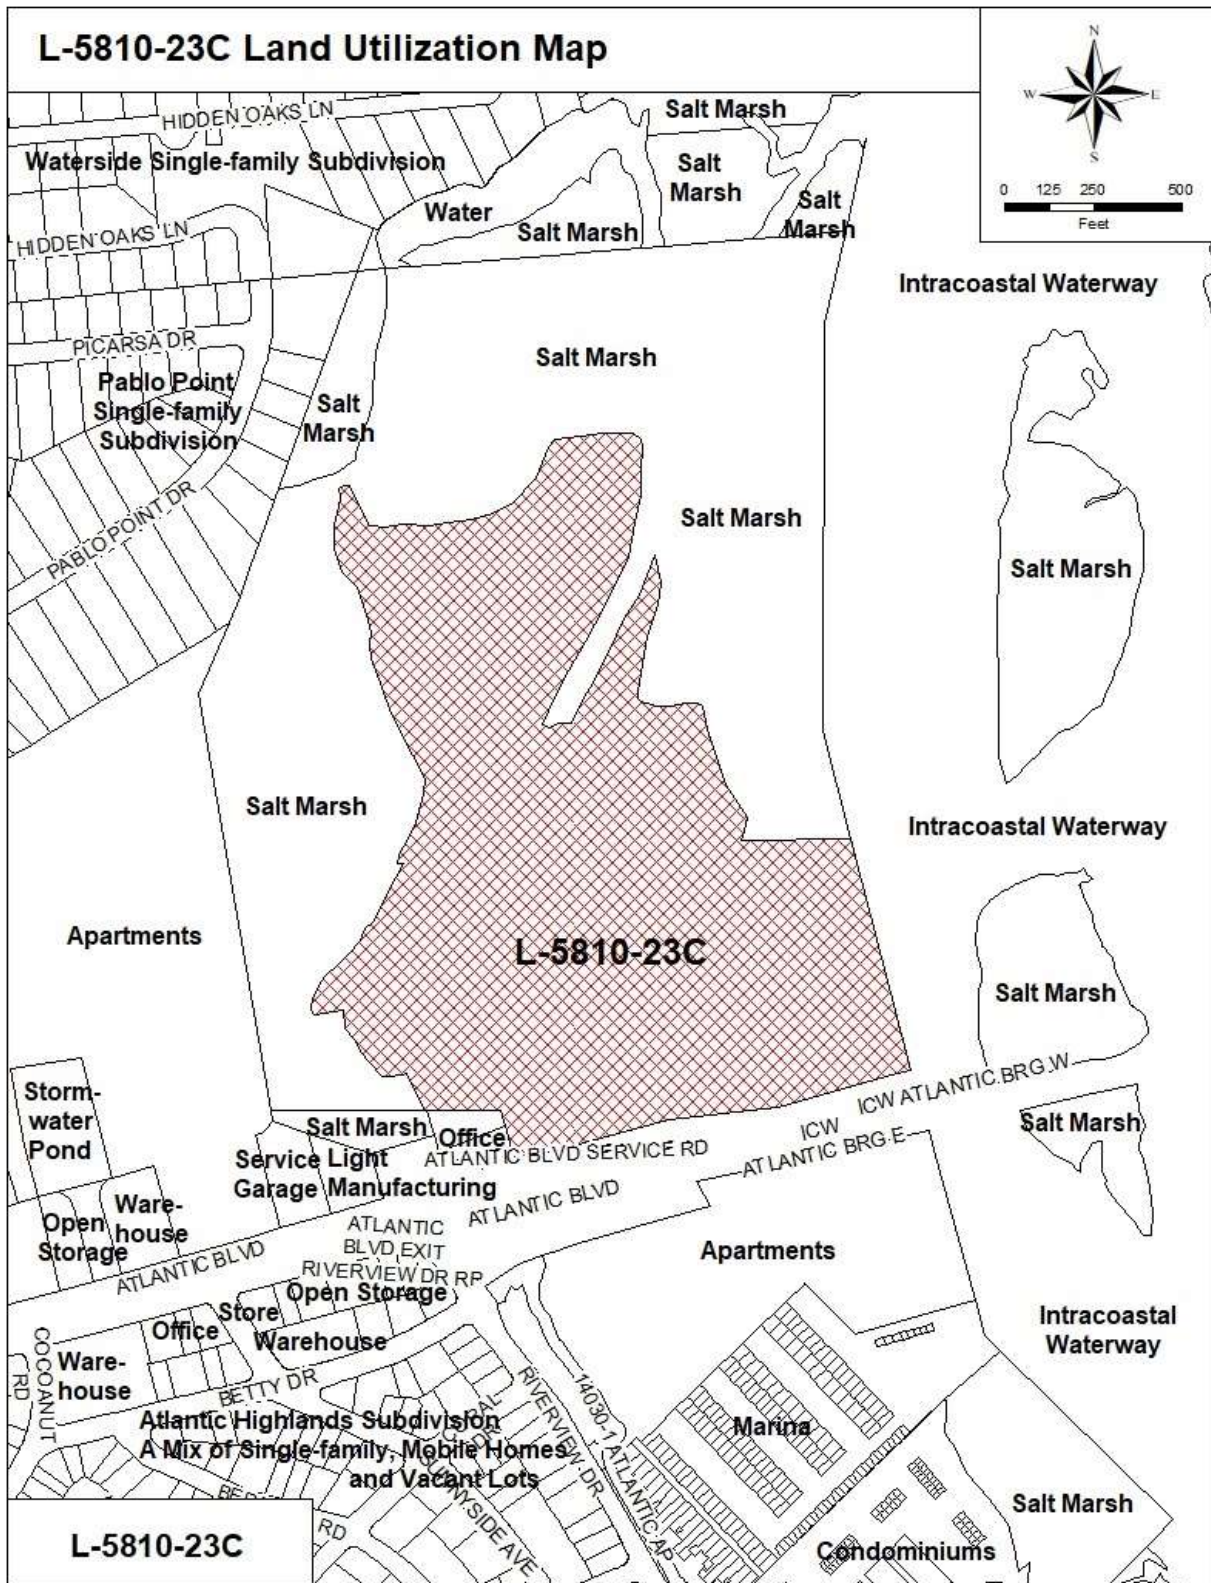 L-5810-23C Land Utilization Map
N
W
E
S
0 125 250 500
Feet
HIDDEN OAKS LN
Salt Marsh
Waterside Single-family Subdivision
Salt
Marsh
Water
Salt Marsh
Salt
Marsh
HIDDEN OAKS LN
Intracoastal Waterway
PICARSA DR
Salt Marsh
Pablo Point
Single-family
Subdivision
Salt
Marsh
PABLO POINT DR
Salt Marsh
Salt Marsh
Salt Marsh
Intracoastal Waterway
Apartments
L-5810-23C
Salt Marsh
Storm-
water
Pond
ICW ATLANTIC BRG W
Salt Marsh
Office
ICW
ATLANTIC BRG E
Salt Marsh
ATLANTIC BLVD SERVICE RD
Service
Garage
Light
Manufacturing
ATLANTIC BLVD
Ware-
house
Open
Storage
ATLANTIC
BLVD EXIT
RIVERVIEW DR RP
ATLANTIC BLVD
Apartments
Open Storage
Store
Office
Warehouse
Intracoastal
Waterway
COCOANUT
RD
Ware-
house
BETTY DR
RIVERVIEW DR
14030-1 ATLANTIC AP
Atlantic Highlands Subdivision
A Mix of Single-family, Mobile Homes
and Vacant Lots
Marina
SUNNYSIDE AVE
RD
Salt Marsh
Condominiums
L-5810-23C